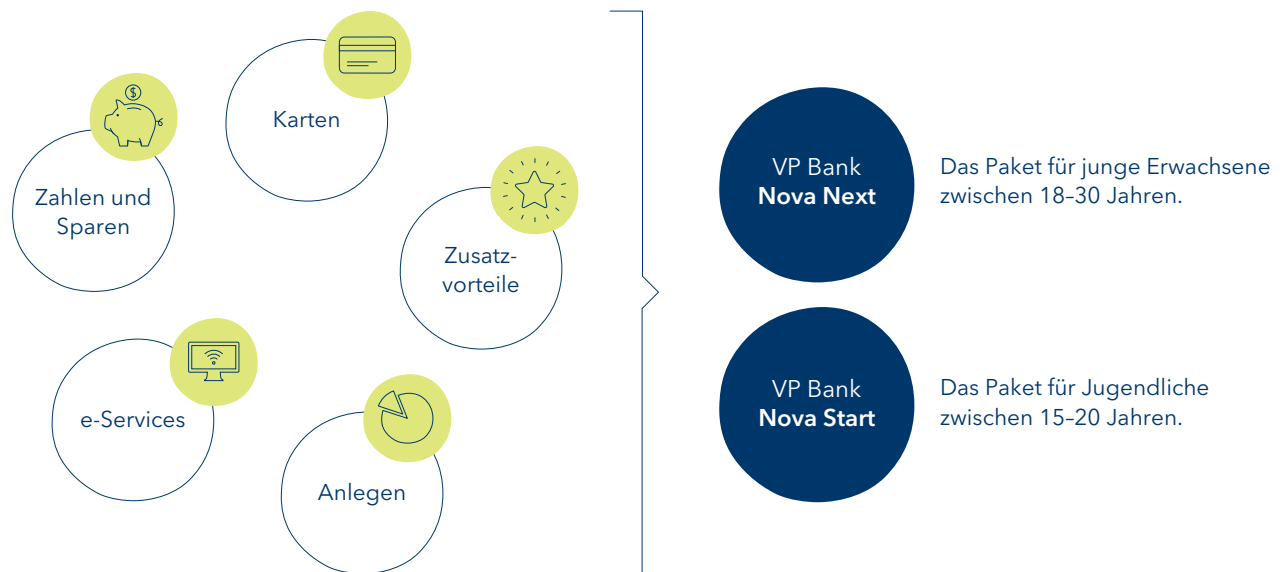 Karten
Zahlen und
Sparen
Zusatz-
vorteile
e-Services
Anlegen
VP Bank
Nova Next
Das Paket für junge Erwachsene
zwischen 18–30 Jahren.
VP Bank
Nova Start
Das Paket für Jugendliche
zwischen 15–20 Jahren.